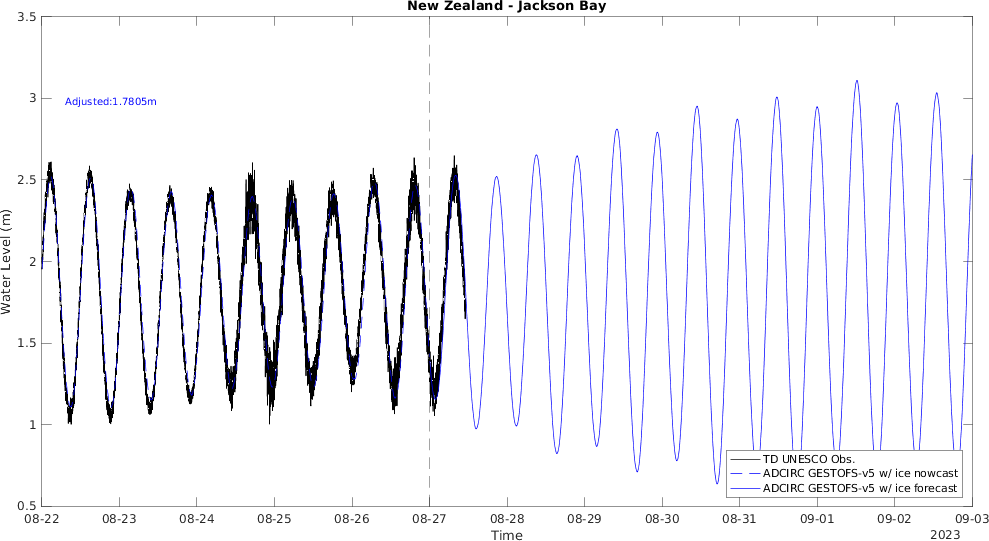 New Zealand - Jackson Bay
3.5
3
2.5
2
1.5
1
0.5
Water Level (m)
Adjusted:1.7805m
TD UNESCO Obs.
ADCIRC GESTOFS-v5 w/ ice nowcast
ADCIRC GESTOFS-v5 w/ ice forecast
08-22 08-23 08-24 08-25 08-26 08-27 08-28 08-29 08-30 08-31 09-01 09-02 09-03
Time
2023